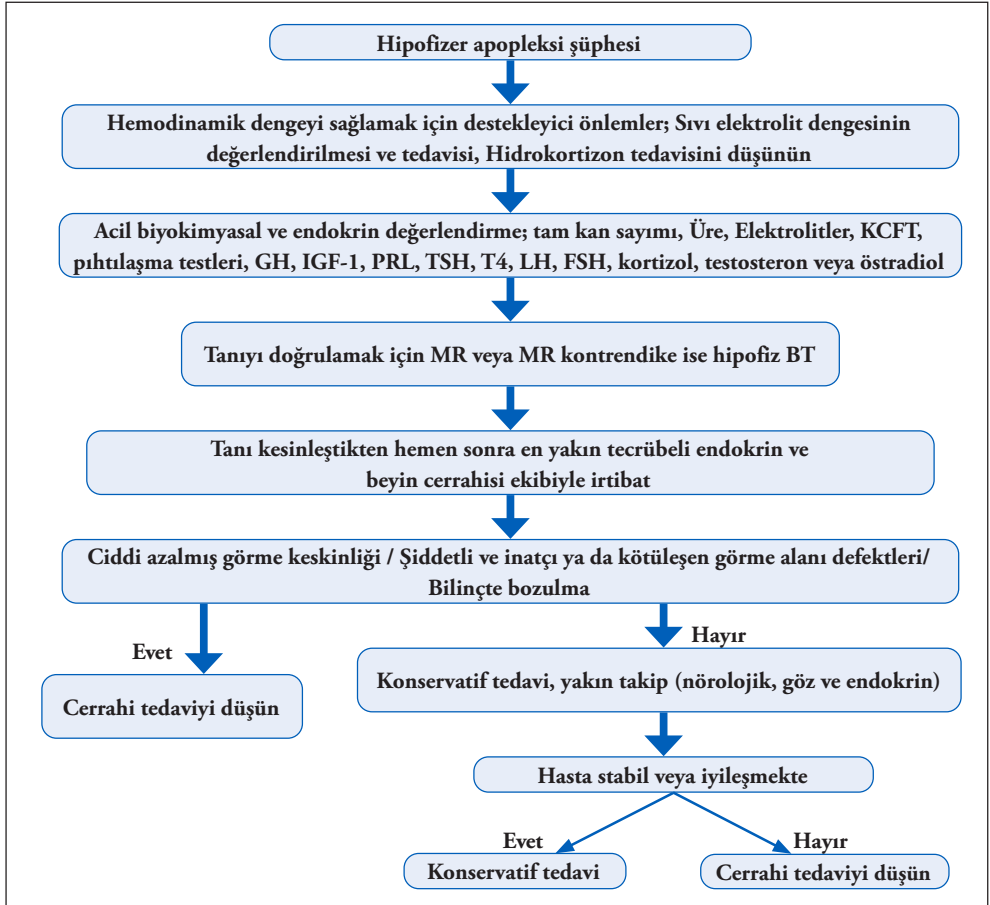 Hipofizer apopleksi şüphesi
Hemodinamik dengeyi sağlamak için destekleyici önlemler; Sıvı elektrolit dengesinin
değerlendirilmesi ve tedavisi, Hidrokortizon tedavisini düşünün
Acil biyokimyasal ve endokrin değerlendirme; tam kan sayımı, Üre, Elektrolitler, KCFT,
pıhtılaşma testleri, GH, IGF-1, PRL, TSH, T4, LH, FSH, kortizol, testosteron veya östradiol
Tanıyı doğrulamak için MR veya MR kontrendike ise hipofiz BT
Tanı kesinleştikten hemen sonra en yakın tecrübeli endokrin ve
beyin cerrahisi ekibiyle irtibat
Ciddi azalmış görme keskinliği / Şiddetli ve inatçı ya da kötüleşen görme alanı defektleri/
Bilinçte bozulma
Evet
Hayır
Cerrahi tedaviyi düşün
Konservatif tedavi, yakın takip (nörolojik, göz ve endokrin)
Hasta stabil veya iyileşmekte
Evet
Hayır
Konservatif tedavi
Cerrahi tedaviyi düşün